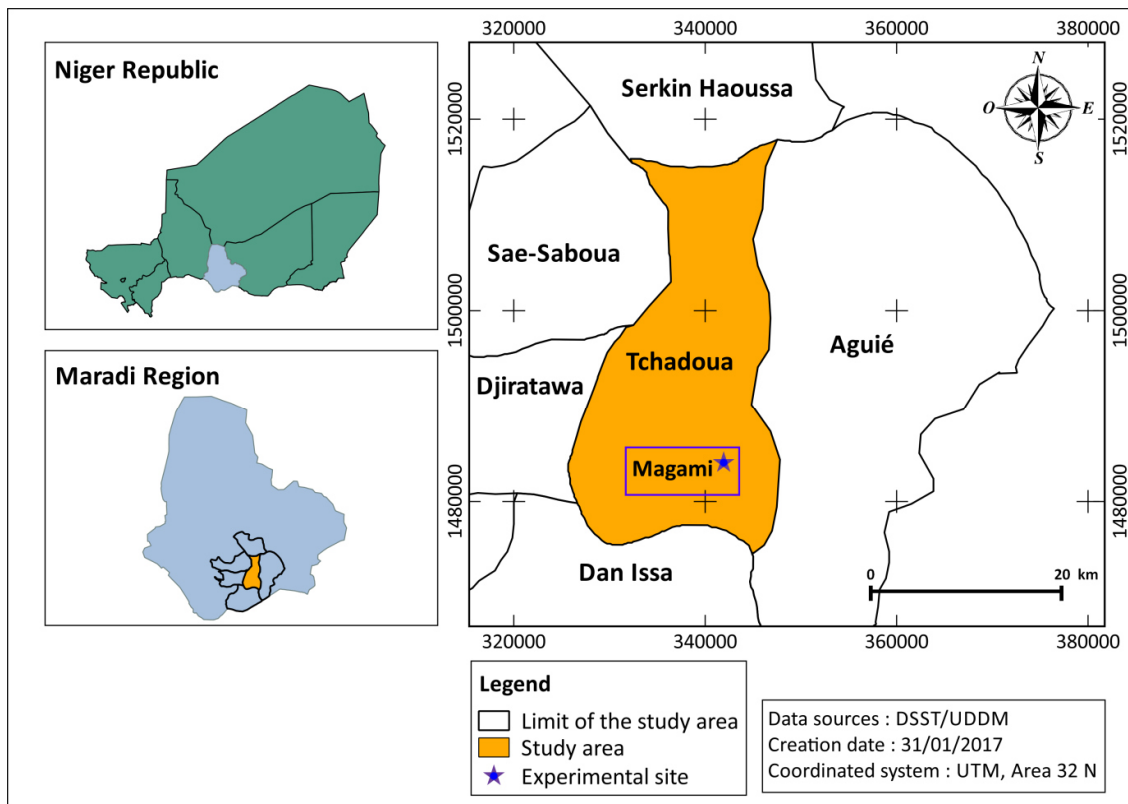 Niger Republic
Maradi Region
320000 340000 360000 380000
1520000
1500000
1480000
N
O E
S
Serkin Haoussa
Sae-Saboua
Aguié
Tchadoua
Djiratawa
Magami
Dan Issa
0 20 km
1520000
1500000
1480000
320000 340000 360000 380000
Legend
Limit of the study area
Study area
Experimental site
Data sources : DSST/UDDM
Creation date : 31/01/2017
Coordinated system : UTM, Area 32 N